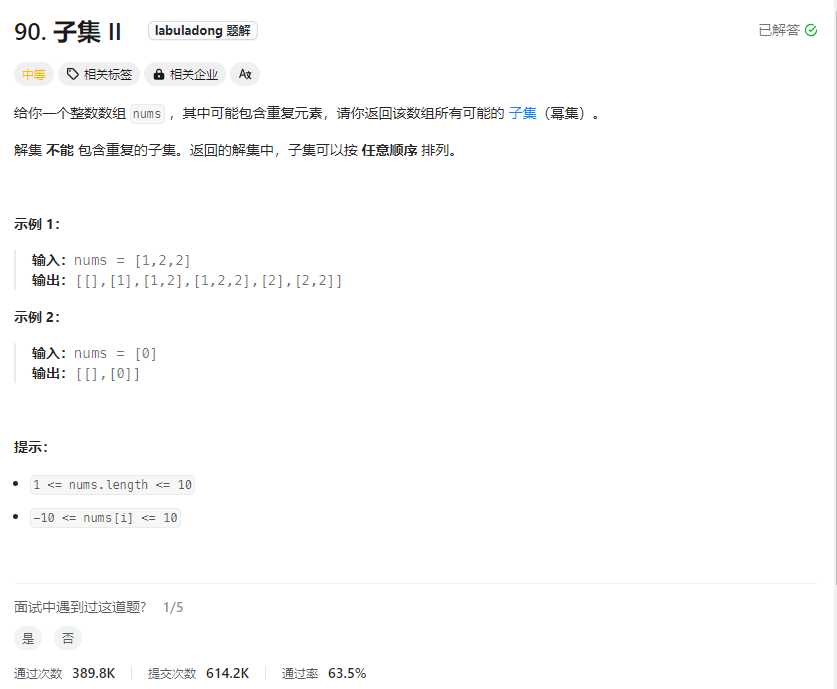 90. 子集 II labuladong 题解 已解答
中等 相关标签 相关企业 Az
给你一个整数数组 nums ，其中可能包含重复元素，请你返回该数组所有可能的 子集（幂集）。
解集 不能 包含重复的子集。返回的解集中，子集可以按 任意顺序 排列。
示例 1：
输入：nums = [1,2,2]
输出：[[],[1],[1,2],[1,2,2],[2],[2,2]]
示例 2：
输入：nums = [0]
输出：[[],[0]]
提示：
1 <= nums.length <= 10
-10 <= nums[i] <= 10
面试中遇到过这道题? 1/5
是 否
通过次数 389.8K 提交次数 614.2K 通过率 63.5%